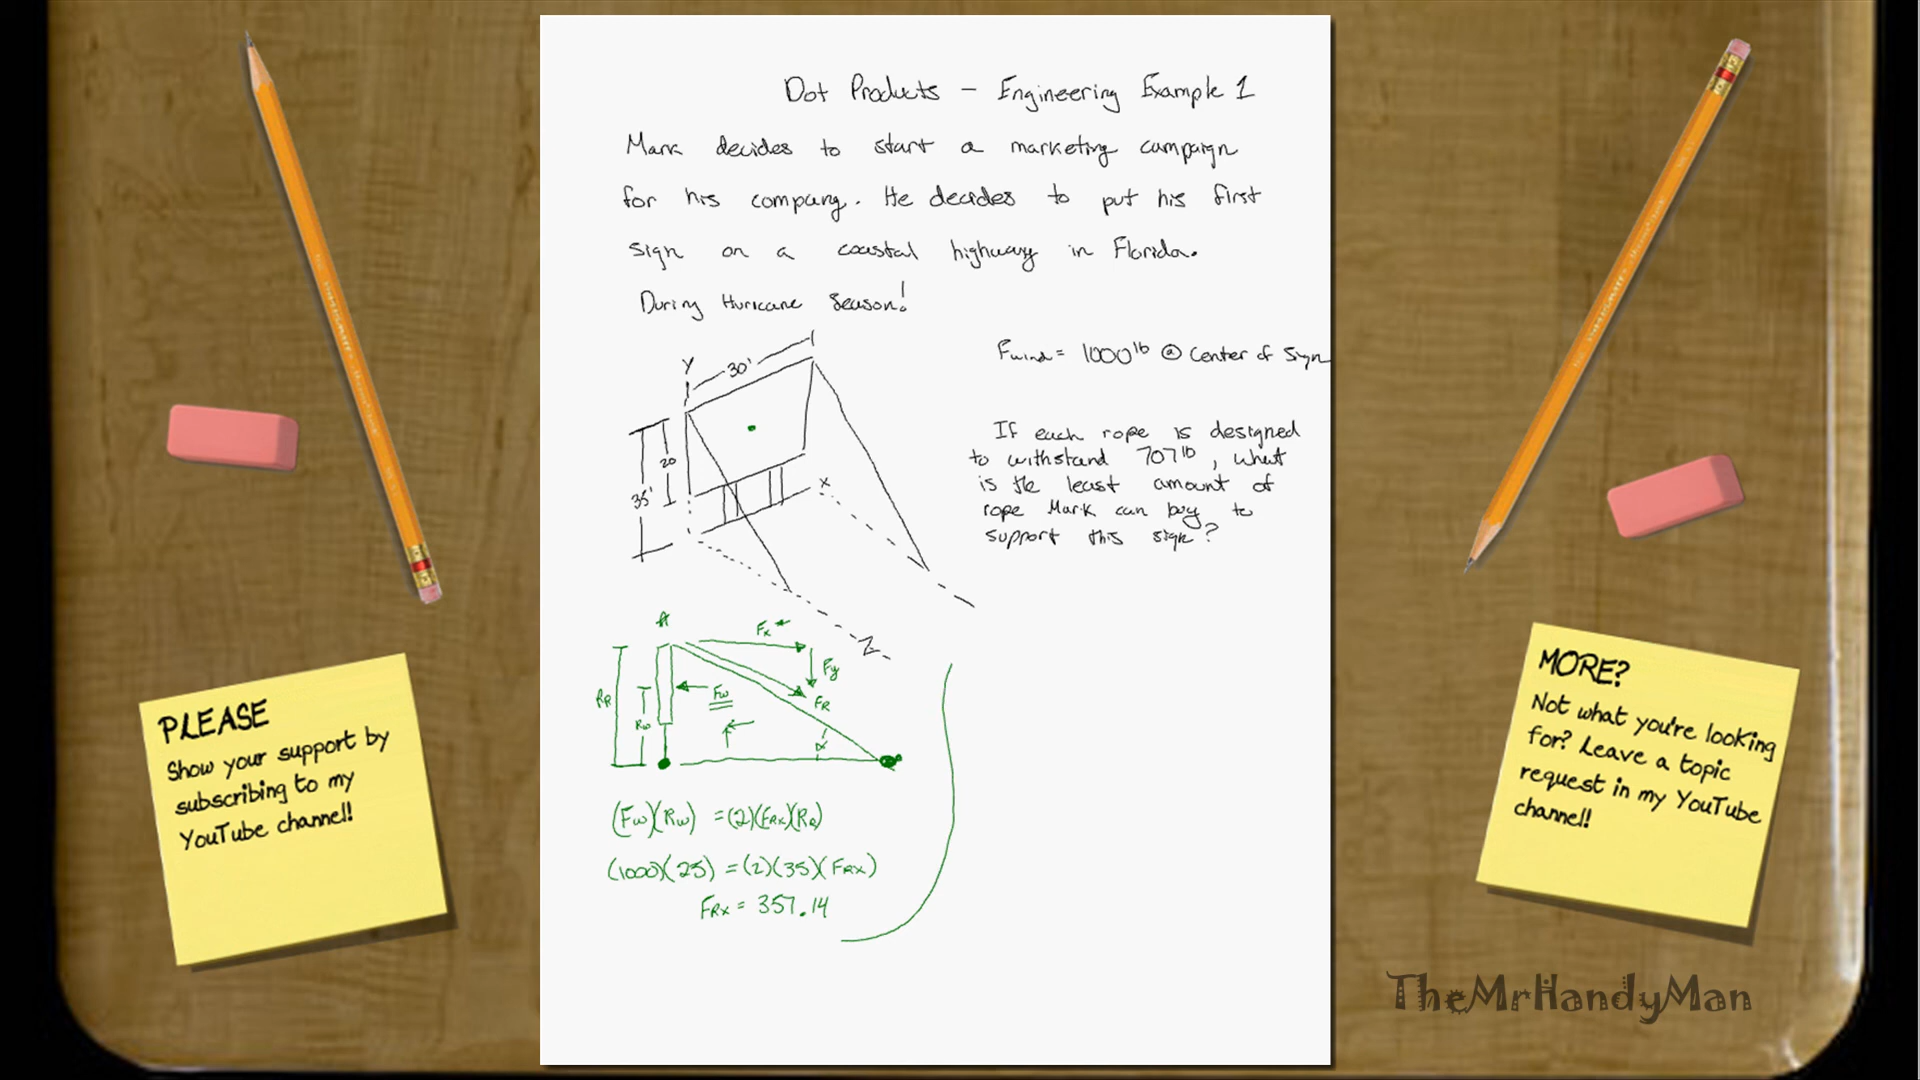 Dot Products - Engineering Example 1
Mark decides to start a marketing campaign
for his company. He decides to put his first
sign on a coastal highway in Florida.
During Hurricane Season!
Fwind = 1000 lb @ Center of Sign
If each rope is designed
to withstand 707 lb, what
is the least amount of
rope Mark can buy to
support this sign?
Y
30'
20
35'
X
Z
A
Fx
Fy
FR
Fw
RR
Rw
α
(Fw)(Rw) = (2)(FRx)(RR)
(1000)(25) = (2)(35)(FRx)
FRx = 357.14
PLEASE
Show your support by
subscribing to my
YouTube channel!
MORE?
Not what you're looking
for? Leave a topic
request in my YouTube
channel!
TheMrHandyMan